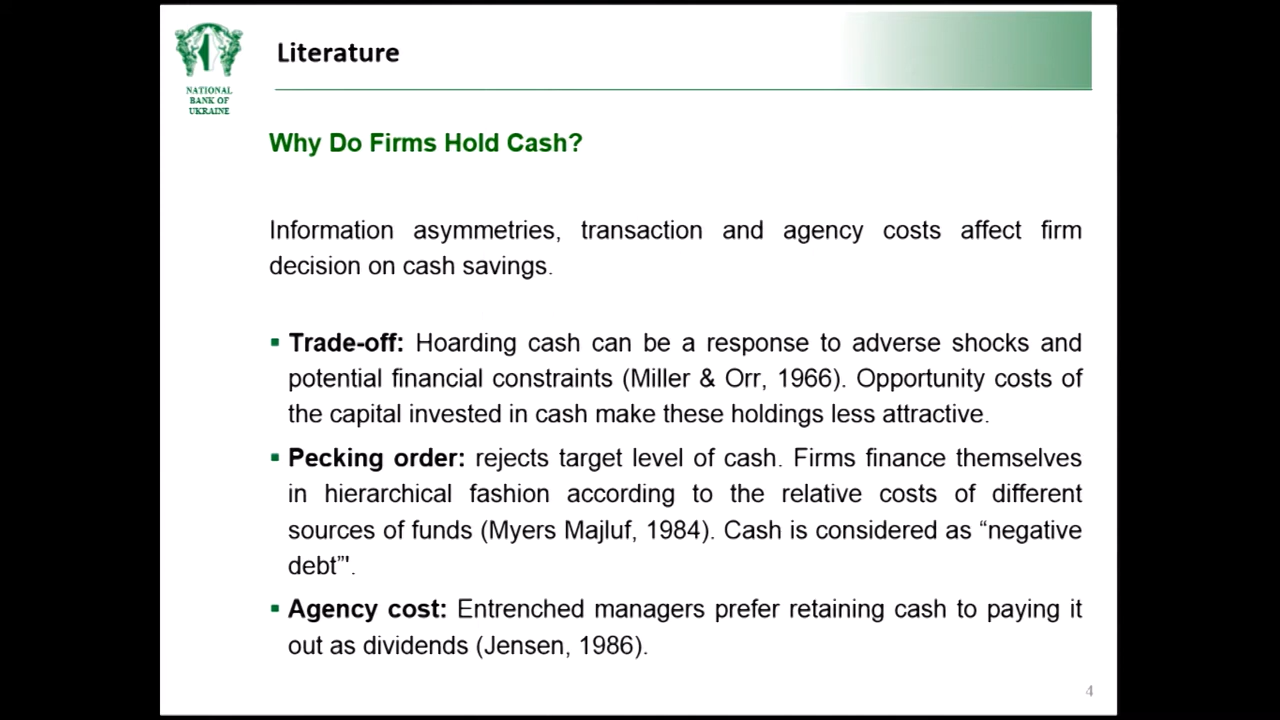 NATIONAL
BANK OF
UKRAINE
Literature
Why Do Firms Hold Cash?
Information asymmetries, transaction and agency costs affect firm
decision on cash savings.
▪ Trade-off: Hoarding cash can be a response to adverse shocks and
potential financial constraints (Miller & Orr, 1966). Opportunity costs of
the capital invested in cash make these holdings less attractive.
▪ Pecking order: rejects target level of cash. Firms finance themselves
in hierarchical fashion according to the relative costs of different
sources of funds (Myers Majluf, 1984). Cash is considered as “negative
debt”'.
▪ Agency cost: Entrenched managers prefer retaining cash to paying it
out as dividends (Jensen, 1986).
4